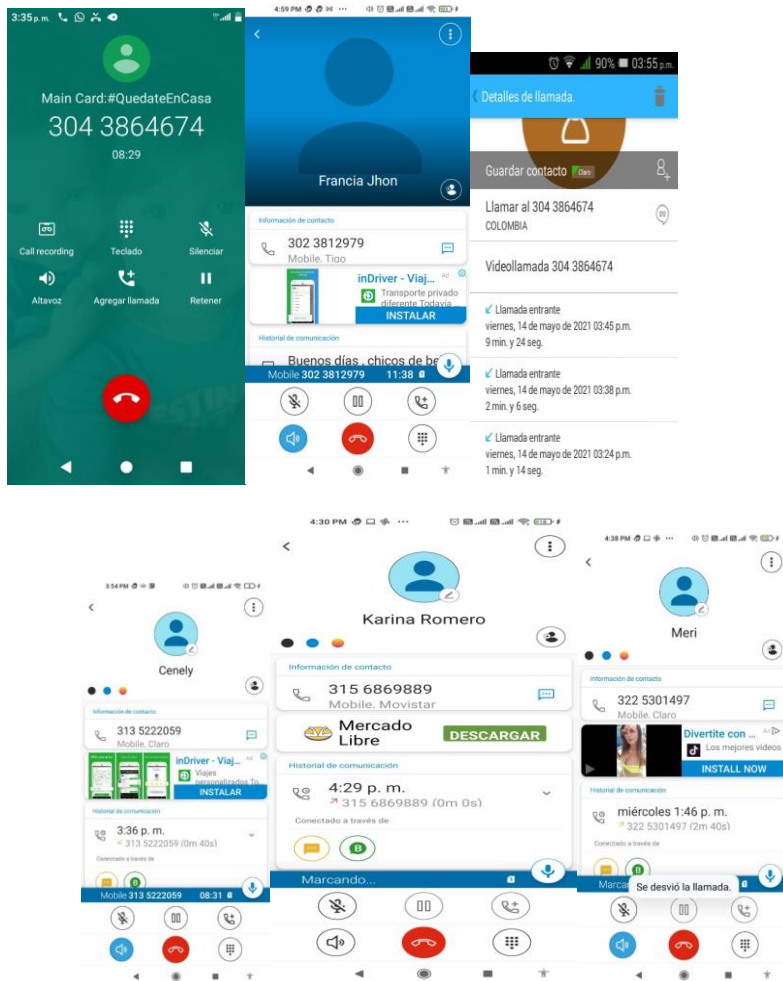 3:35 p. m.
Main Card:#QuedateEnCasa
304 3864674
08:29
Call recording
Teclado
Silenciar
Altavoz
Agregar llamada
Retener
4:59 PM
Francia Jhon
Información de contacto
302 3812979
Mobile. Tigo
inDriver - Viaj...
Ad
Transporte privado
diferente Todavía
INSTALAR
Historial de comunicación
Buenos días , chicos de be
Mobile 302 3812979 11:38
90% 03:55 p.m.
Detalles de llamada.
Guardar contacto Claro
Llamar al 304 3864674
COLOMBIA
Videollamada 304 3864674
Llamada entrante
viernes, 14 de mayo de 2021 03:45 p.m.
9 min. y 24 seg.
Llamada entrante
viernes, 14 de mayo de 2021 03:38 p.m.
2 min. y 6 seg.
Llamada entrante
viernes, 14 de mayo de 2021 03:24 p.m.
1 min. y 14 seg.
3:54 PM
Cenely
Información de contacto
313 5222059
Mobile. Claro
inDriver - Viaj...
Ad
Viajes
personalizados To
INSTALAR
Historial de comunicación
3:36 p. m.
313 5222059 (0m 40s)
Conectado a través de
B
Mobile 313 5222059 08:31
4:30 PM
Karina Romero
Información de contacto
315 6869889
Mobile. Movistar
Mercado
Libre
DESCARGAR
Historial de comunicación
4:29 p. m.
315 6869889 (0m 0s)
Conectado a través de
B
Marcando...
4:38 PM
Meri
Información de contacto
322 5301497
Mobile. Claro
Divertite con ...
Ad
Los mejores videos
INSTALL NOW
Historial de comunicación
miércoles 1:46 p. m.
322 5301497 (2m 40s)
Conectado a través de
B
Marca
Se desvió la llamada.